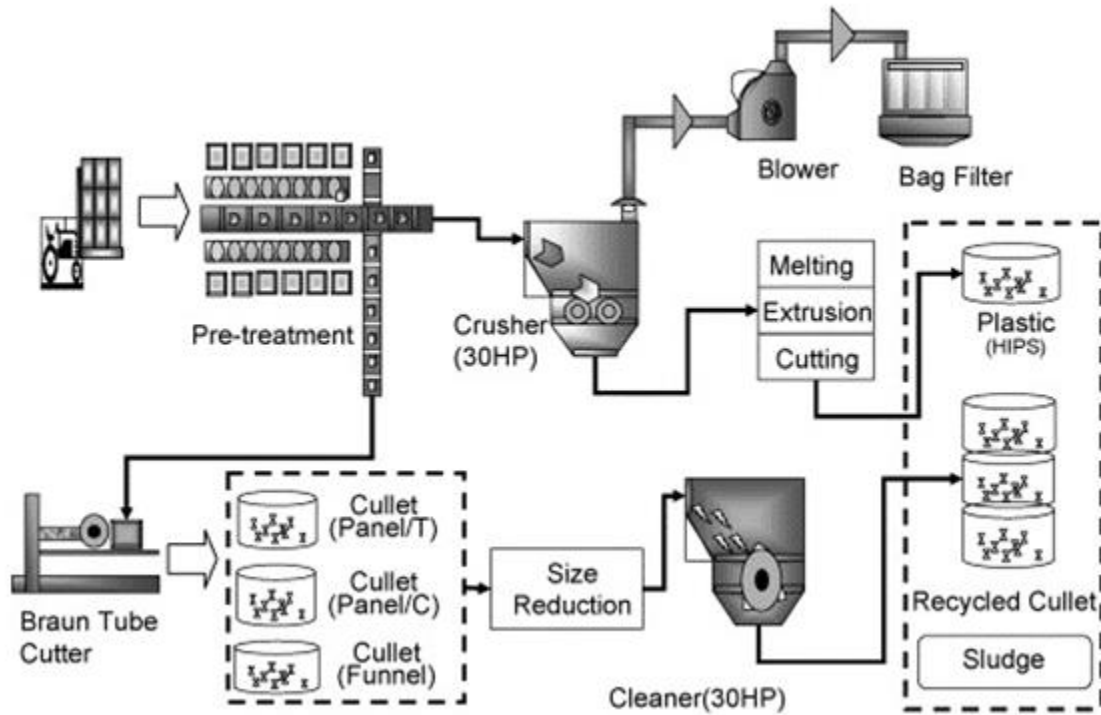 Blower
Bag Filter
Pre-treatment
Crusher
(30HP)
Melting
Extrusion
Cutting
Plastic
(HIPS)
Braun Tube
Cutter
Cullet
(Panel/T)
Cullet
(Panel/C)
Cullet
(Funnel)
Size
Reduction
Cleaner(30HP)
Recycled Cullet
Sludge